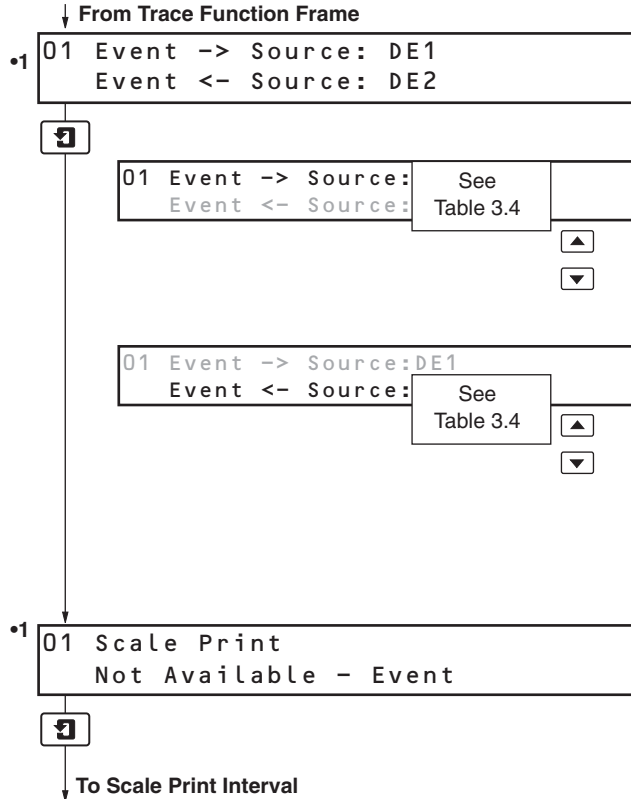 From Trace Function Frame
•1
01 Event -> Source: DE1
Event <- Source: DE2
01 Event -> Source:
Event <- Source:
See
Table 3.4
01 Event -> Source:DE1
Event <- Source:
See
Table 3.4
•1
01 Scale Print
Not Available - Event
To Scale Print Interval